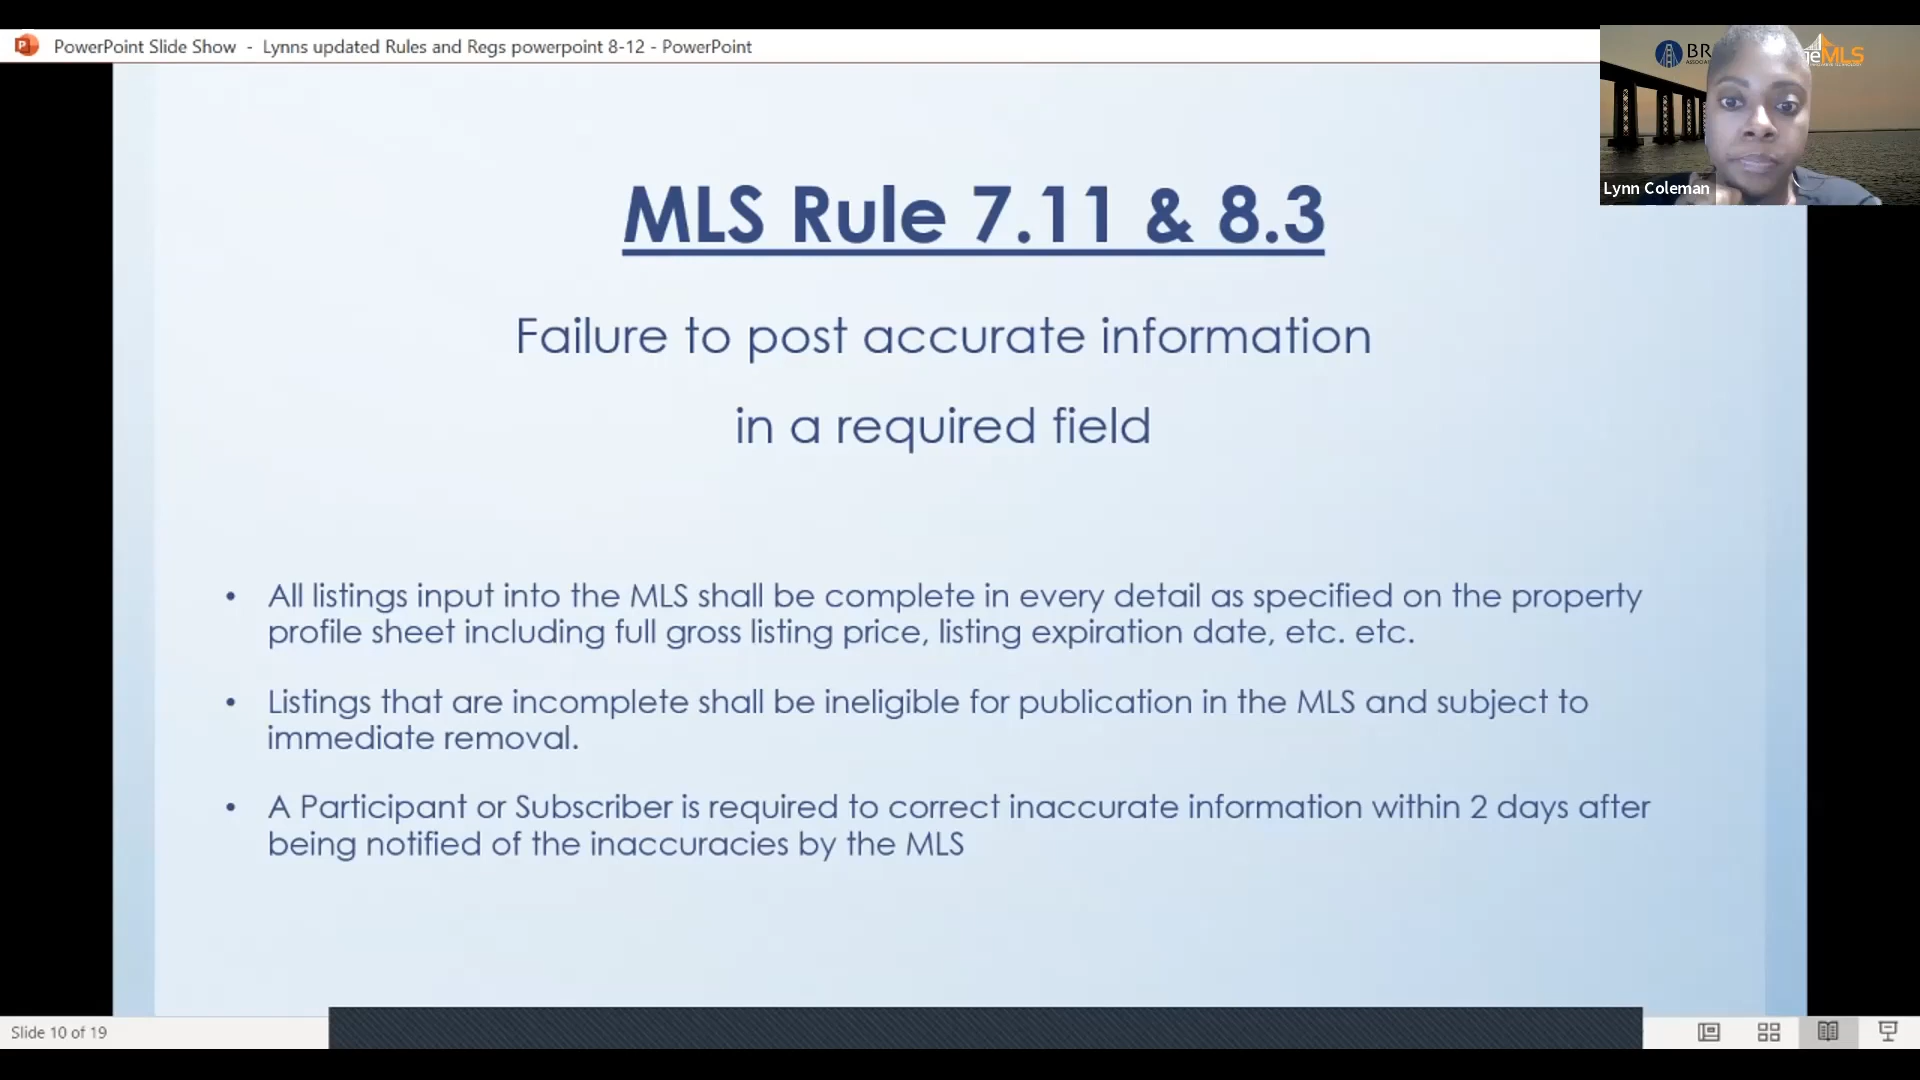 PowerPoint Slide Show - Lynns updated Rules and Regs powerpoint 8-12 - PowerPoint
BR
eMLS
Lynn Coleman
MLS Rule 7.11 & 8.3
Failure to post accurate information
in a required field
• All listings input into the MLS shall be complete in every detail as specified on the property
profile sheet including full gross listing price, listing expiration date, etc. etc.
• Listings that are incomplete shall be ineligible for publication in the MLS and subject to
immediate removal.
• A Participant or Subscriber is required to correct inaccurate information within 2 days after
being notified of the inaccuracies by the MLS
Slide 10 of 19